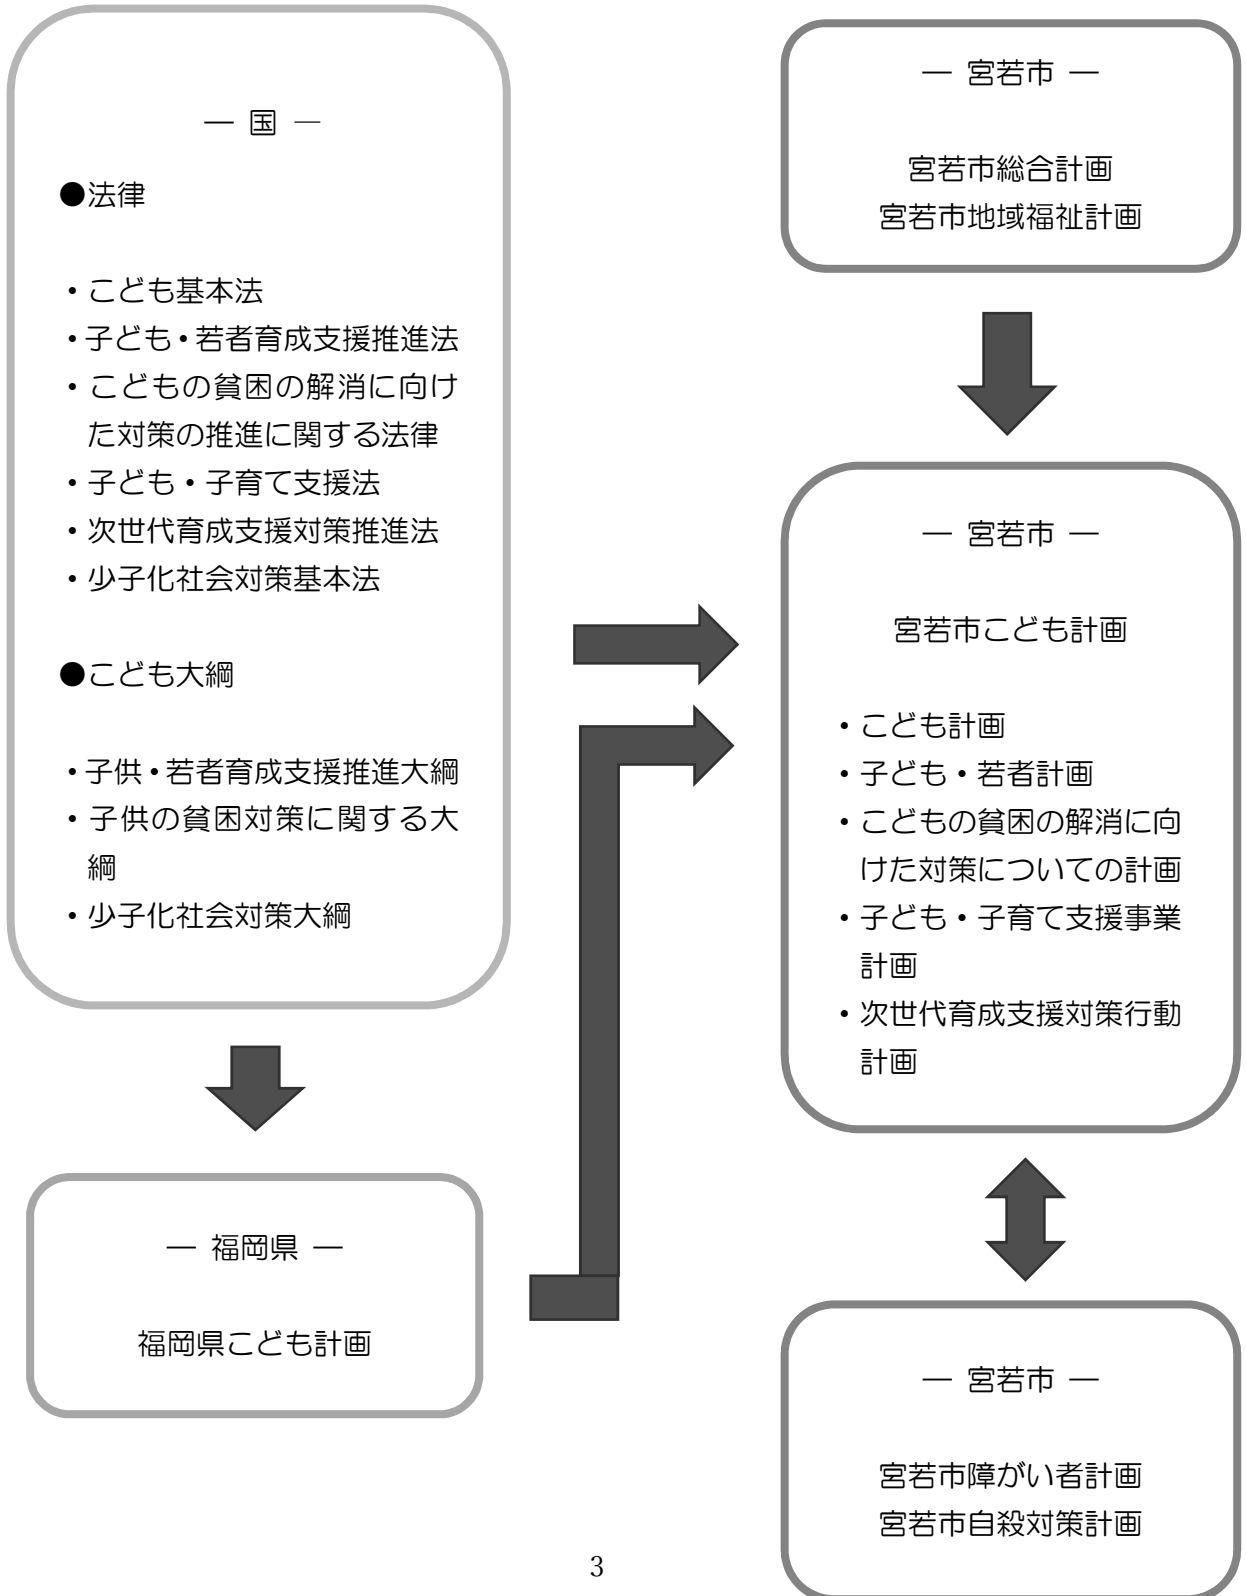 ― 国 ―
●法律
・こども基本法
・子ども・若者育成支援推進法
・こどもの貧困の解消に向け
た対策の推進に関する法律
・子ども・子育て支援法
・次世代育成支援対策推進法
・少子化社会対策基本法
●こども大綱
・子供・若者育成支援推進大綱
・子供の貧困対策に関する大
綱
・少子化社会対策大綱
― 福岡県 ―
福岡県こども計画
― 宮若市 ―
宮若市総合計画
宮若市地域福祉計画
― 宮若市 ―
宮若市こども計画
・こども計画
・子ども・若者計画
・こどもの貧困の解消に向
けた対策についての計画
・子ども・子育て支援事業
計画
・次世代育成支援対策行動
計画
― 宮若市 ―
宮若市障がい者計画
宮若市自殺対策計画
3